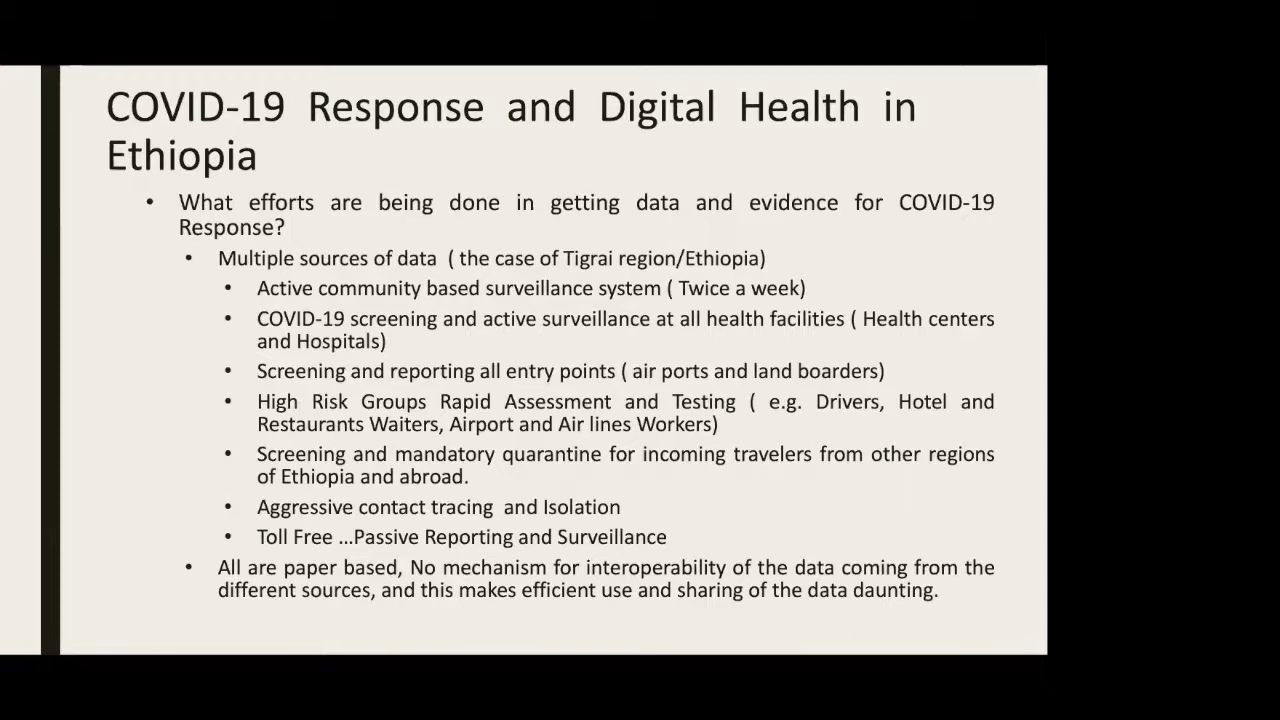 COVID-19 Response and Digital Health in
Ethiopia
• What efforts are being done in getting data and evidence for COVID-19
Response?
• Multiple sources of data ( the case of Tigrai region/Ethiopia)
• Active community based surveillance system ( Twice a week)
• COVID-19 screening and active surveillance at all health facilities ( Health centers
and Hospitals)
• Screening and reporting all entry points ( air ports and land boarders)
• High Risk Groups Rapid Assessment and Testing ( e.g. Drivers, Hotel and
Restaurants Waiters, Airport and Air lines Workers)
• Screening and mandatory quarantine for incoming travelers from other regions
of Ethiopia and abroad.
• Aggressive contact tracing and Isolation
• Toll Free …Passive Reporting and Surveillance
• All are paper based, No mechanism for interoperability of the data coming from the
different sources, and this makes efficient use and sharing of the data daunting.